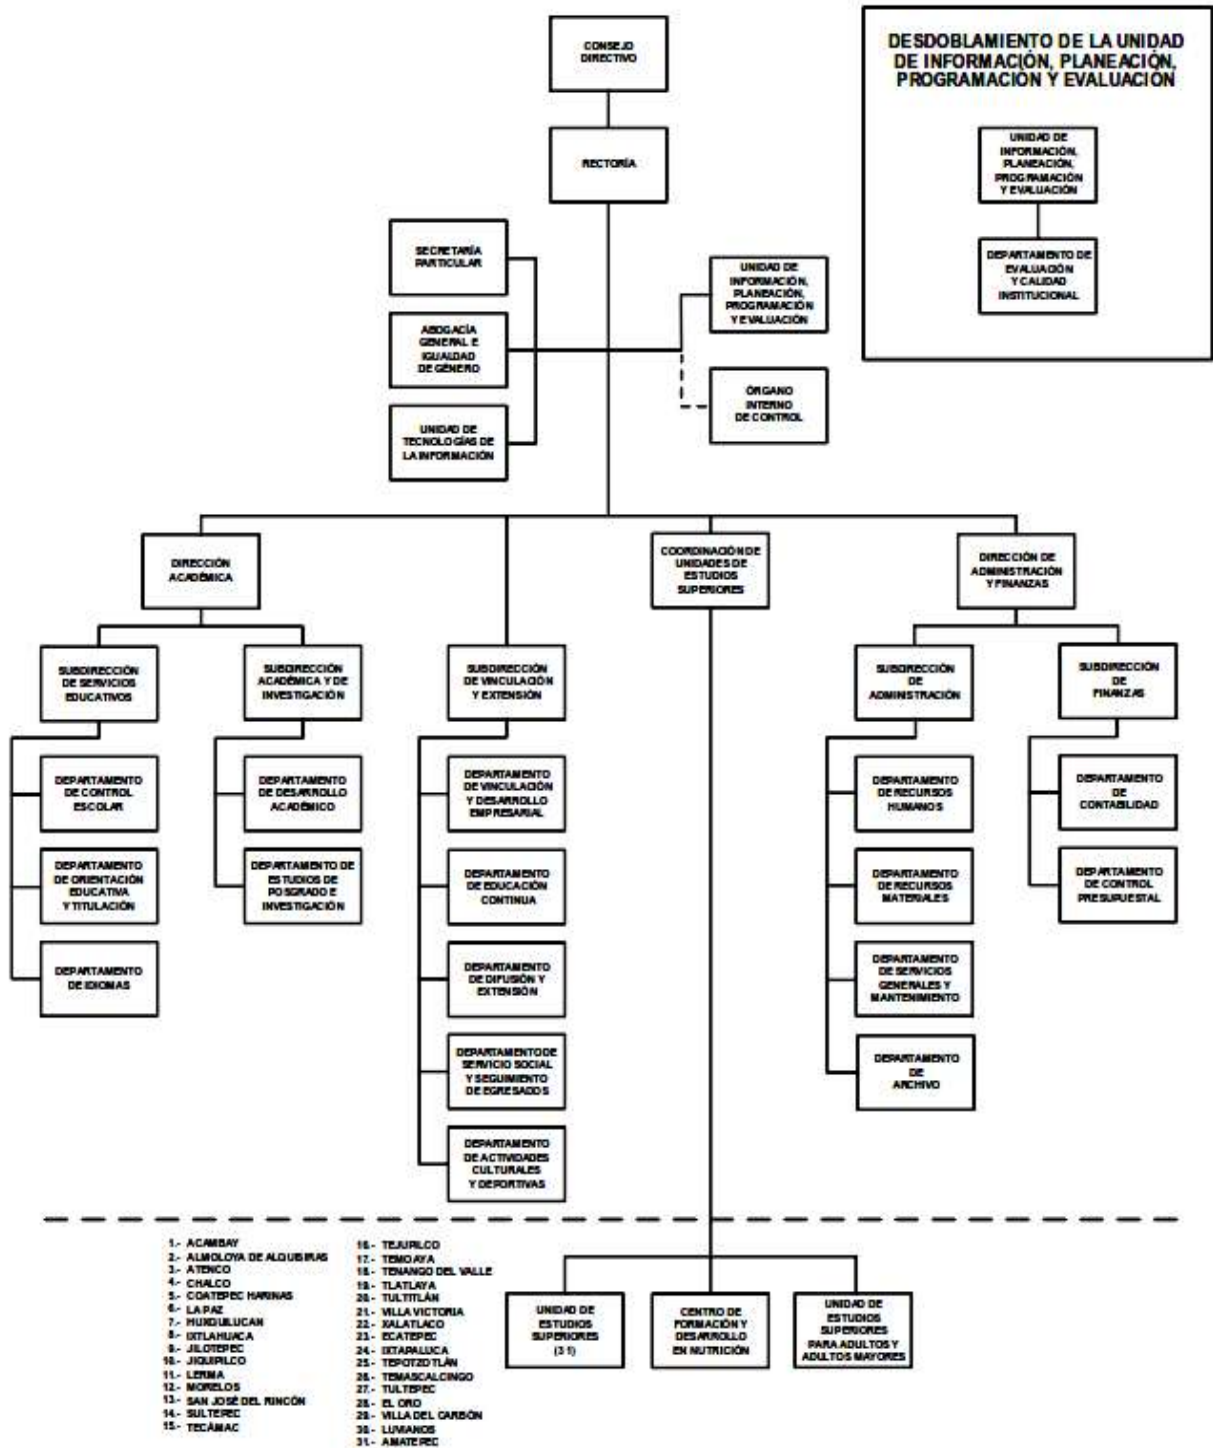 CONSEJO
DIRECTIVO
DESDOBLAMIENTO DE LA UNIDAD
DE INFORMACIÓN, PLANEACIÓN,
PROGRAMACIÓN Y EVALUACIÓN
RECTORÍA
UNIDAD DE
INFORMACIÓN,
PLANEACIÓN,
PROGRAMACIÓN
Y EVALUACIÓN
DEPARTAMENTO DE
EVALUACIÓN
Y CALIDAD
INSTITUCIONAL
SECRETARÍA
PARTICULAR
UNIDAD DE
INFORMACIÓN,
PLANEACIÓN,
PROGRAMACIÓN
Y EVALUACIÓN
ABOGACÍA
GENERAL E
IGUALDAD
DE GÉNERO
ÓRGANO
INTERNO
DE CONTROL
UNIDAD DE
TECNOLOGÍAS DE
LA INFORMACIÓN
DIRECCIÓN
ACADÉMICA
COORDINACIÓN DE
UNIDADES DE
ESTUDIOS
SUPERIORES
DIRECCIÓN DE
ADMINISTRACIÓN
Y FINANZAS
SUBDIRECCIÓN
DE SERVICIOS
EDUCATIVOS
SUBDIRECCIÓN
ACADÉMICA Y DE
INVESTIGACIÓN
SUBDIRECCIÓN
DE VINCULACIÓN
Y EXTENSIÓN
SUBDIRECCIÓN
DE
ADMINISTRACIÓN
SUBDIRECCIÓN
DE
FINANZAS
DEPARTAMENTO
DE CONTROL
ESCOLAR
DEPARTAMENTO
DE DESARROLLO
ACADÉMICO
DEPARTAMENTO
DE VINCULACIÓN
Y DESARROLLO
EMPRESARIAL
DEPARTAMENTO
DE RECURSOS
HUMANOS
DEPARTAMENTO
DE
CONTABILIDAD
DEPARTAMENTO
DE ORIENTACIÓN
EDUCATIVA
Y TITULACIÓN
DEPARTAMENTO DE
ESTUDIOS DE
POSGRADO E
INVESTIGACIÓN
DEPARTAMENTO
DE EDUCACIÓN
CONTINUA
DEPARTAMENTO
DE RECURSOS
MATERIALES
DEPARTAMENTO
DE CONTROL
PRESUPUESTAL
DEPARTAMENTO
DE IDIOMAS
DEPARTAMENTO
DE DIFUSIÓN Y
EXTENSIÓN
DEPARTAMENTO
DE SERVICIOS
GENERALES Y
MANTENIMIENTO
DEPARTAMENTO DE
SERVICIO SOCIAL
Y SEGUIMIENTO
DE EGRESADOS
DEPARTAMENTO
DE
ARCHIVO
DEPARTAMENTO
DE ACTIVIDADES
CULTURALES
Y DEPORTIVAS
1.- ACAMBAY
2.- ALMOLOYA DE ALQUISIRAS
3.- ATENCO
4.- CHALCO
5.- COATEPEC HARINAS
6.- LA PAZ
7.- HUIXQUILUCAN
8.- IXTLAHUACA
9.- JILOTEPEC
10.- JIQUIPILCO
11.- LERMA
12.- MORELOS
13.- SAN JOSÉ DEL RINCÓN
14.- SULTEPEC
15.- TECÁMAC
16.- TEJUPILCO
17.- TEMOAYA
18.- TENANGO DEL VALLE
19.- TLATLAYA
20.- TULTITLÁN
21.- VILLA VICTORIA
22.- XALATLACO
23.- ECATEPEC
24.- IXTAPALUCA
25.- TEPOTZOTLÁN
26.- TEMASCALCINGO
27.- TULTEPEC
28.- EL ORO
29.- VILLA DEL CARBÓN
30.- LUVIANOS
31.- AMATEPEC
UNIDAD DE
ESTUDIOS
SUPERIORES
(31)
CENTRO DE
FORMACIÓN Y
DESARROLLO
EN NUTRICIÓN
UNIDAD DE
ESTUDIOS
SUPERIORES
PARA ADULTOS Y
ADULTOS MAYORES